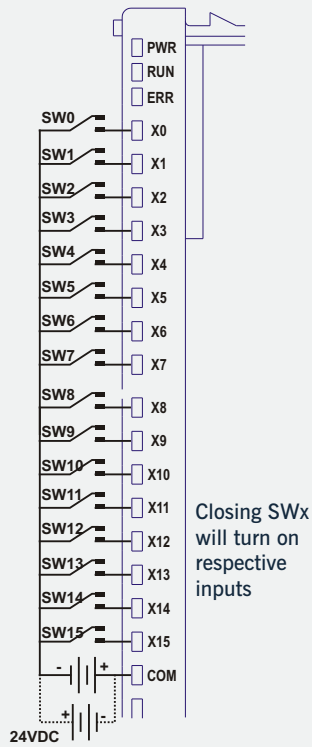 PWR
RUN
ERR
SW0 X0
SW1 X1
SW2 X2
SW3 X3
SW4 X4
SW5 X5
SW6 X6
SW7 X7
SW8 X8
SW9 X9
SW10 X10
SW11 X11
SW12 X12
SW13 X13
SW14 X14
SW15 X15
Closing SWx
will turn on
respective
inputs
- + COM
+ -
24VDC